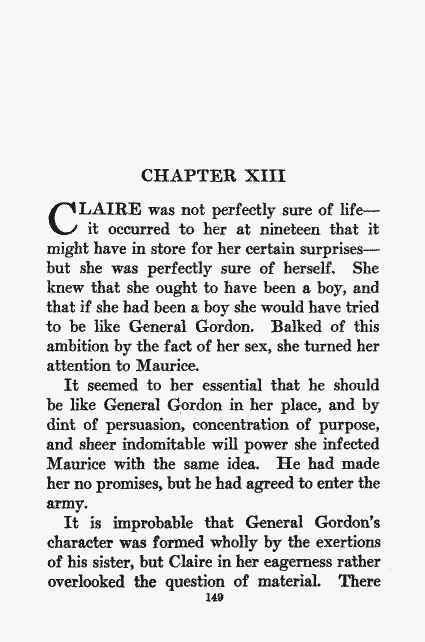 CHAPTER XIII
CLAIRE was not perfectly sure of life—
it occurred to her at nineteen that it
might have in store for her certain surprises—
but she was perfectly sure of herself. She
knew that she ought to have been a boy, and
that if she had been a boy she would have tried
to be like General Gordon. Balked of this
ambition by the fact of her sex, she turned her
attention to Maurice.
It seemed to her essential that he should
be like General Gordon in her place, and by
dint of persuasion, concentration of purpose,
and sheer indomitable will power she infected
Maurice with the same idea. He had made
her no promises, but he had agreed to enter the
army.
It is improbable that General Gordon's
character was formed wholly by the exertions
of his sister, but Claire in her eagerness rather
overlooked the question of material. There
149